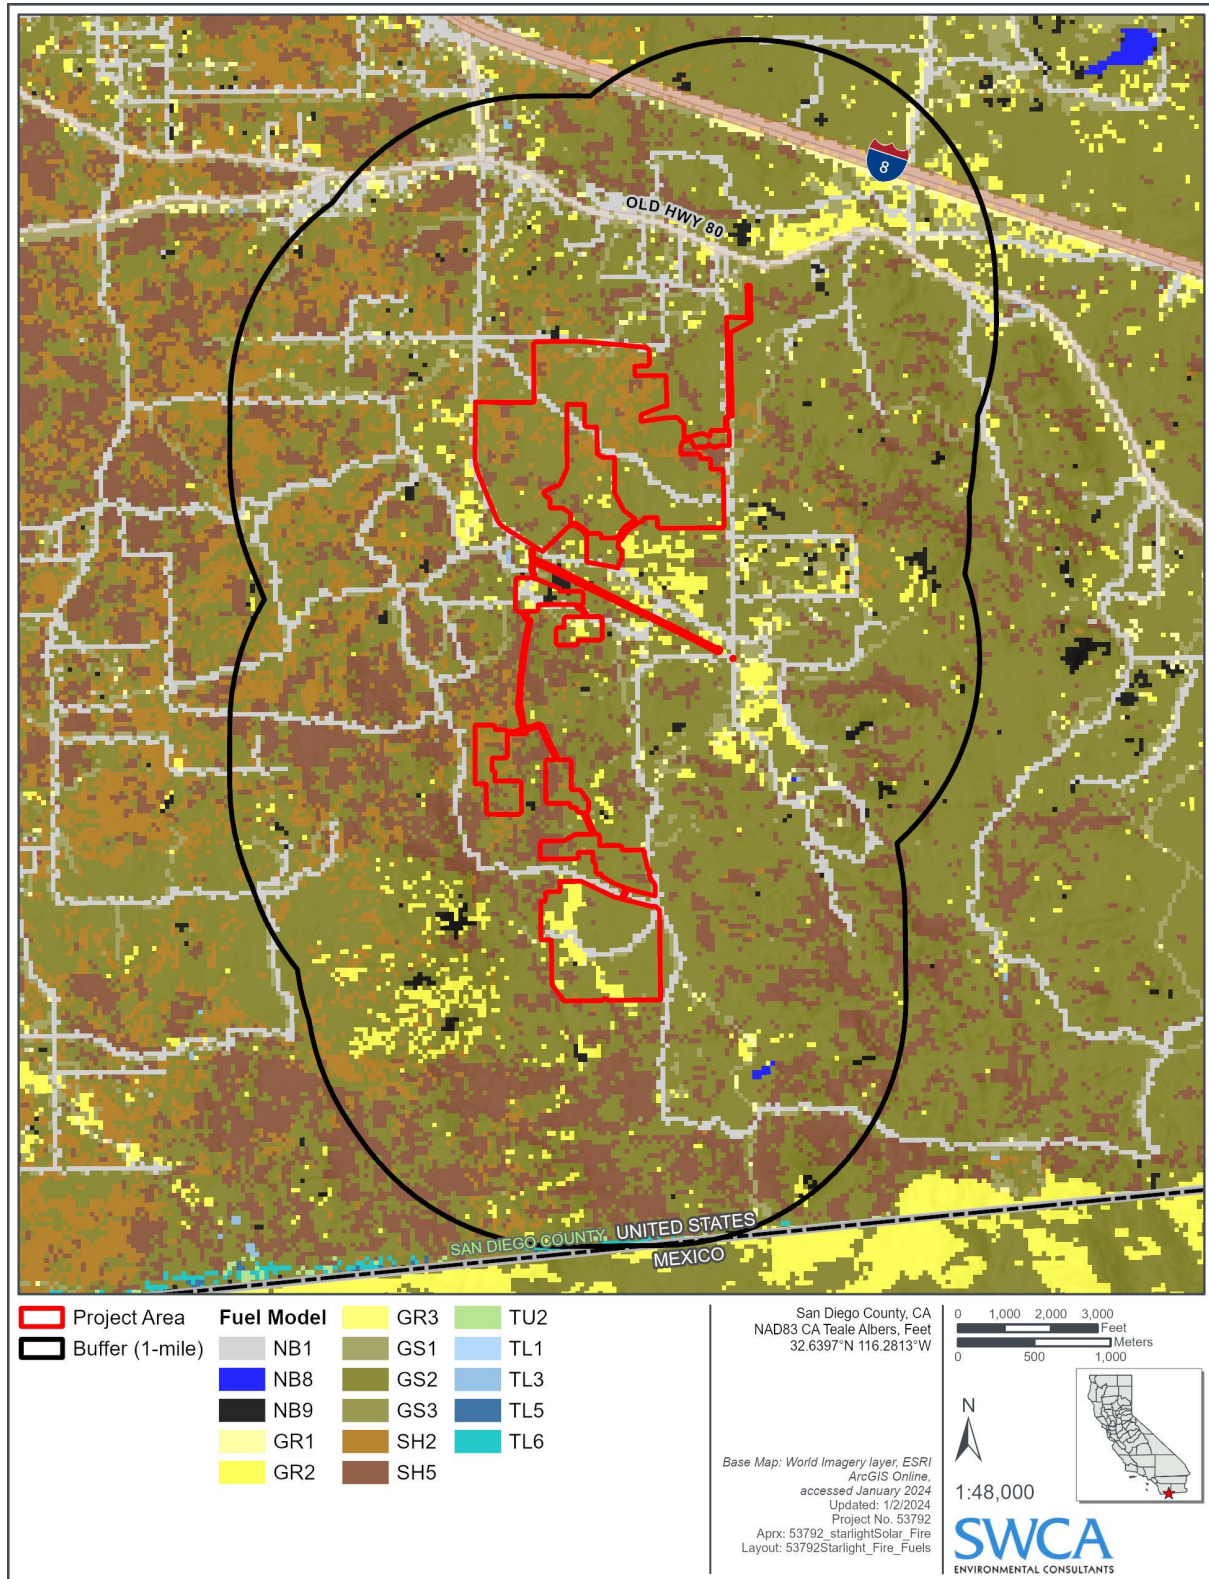 8
OLD HWY 80
SAN DIEGO COUNTY, UNITED STATES
MEXICO
Project Area
Buffer (1-mile)
Fuel Model
NB1
NB8
NB9
GR1
GR2
GR3
GS1
GS2
GS3
SH2
SH5
TU2
TL1
TL3
TL5
TL6
San Diego County, CA
NAD83 CA Teale Albers, Feet
32.6397°N 116.2813°W
Base Map: World Imagery layer, ESRI
ArcGIS Online,
accessed January 2024
Updated: 1/2/2024
Project No. 53792
Aprx: 53792_starlightSolar_Fire
Layout: 53792Starlight_Fire_Fuels
0 1,000 2,000 3,000
Feet
Meters
0 500 1,000
N
1:48,000
SWCA
ENVIRONMENTAL CONSULTANTS